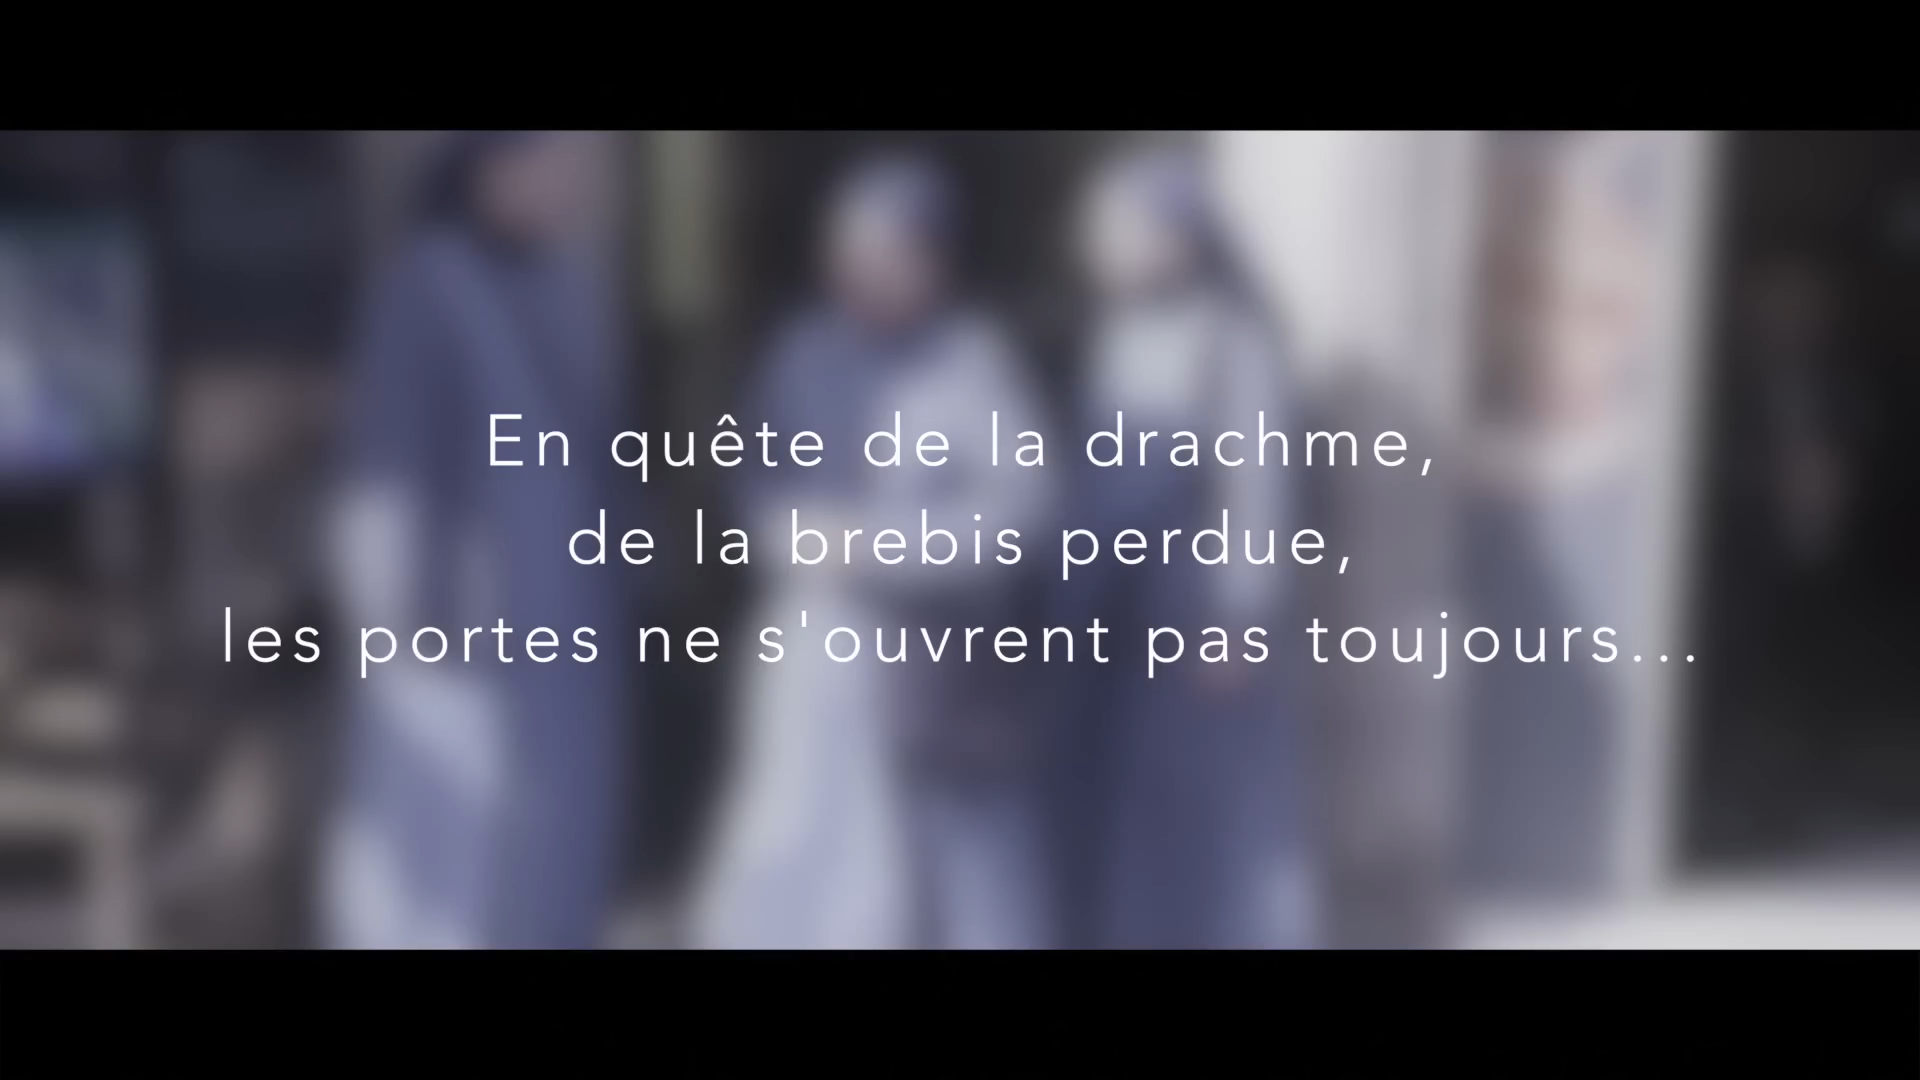 En quête de la drachme,
de la brebis perdue,
les portes ne s'ouvrent pas toujours...